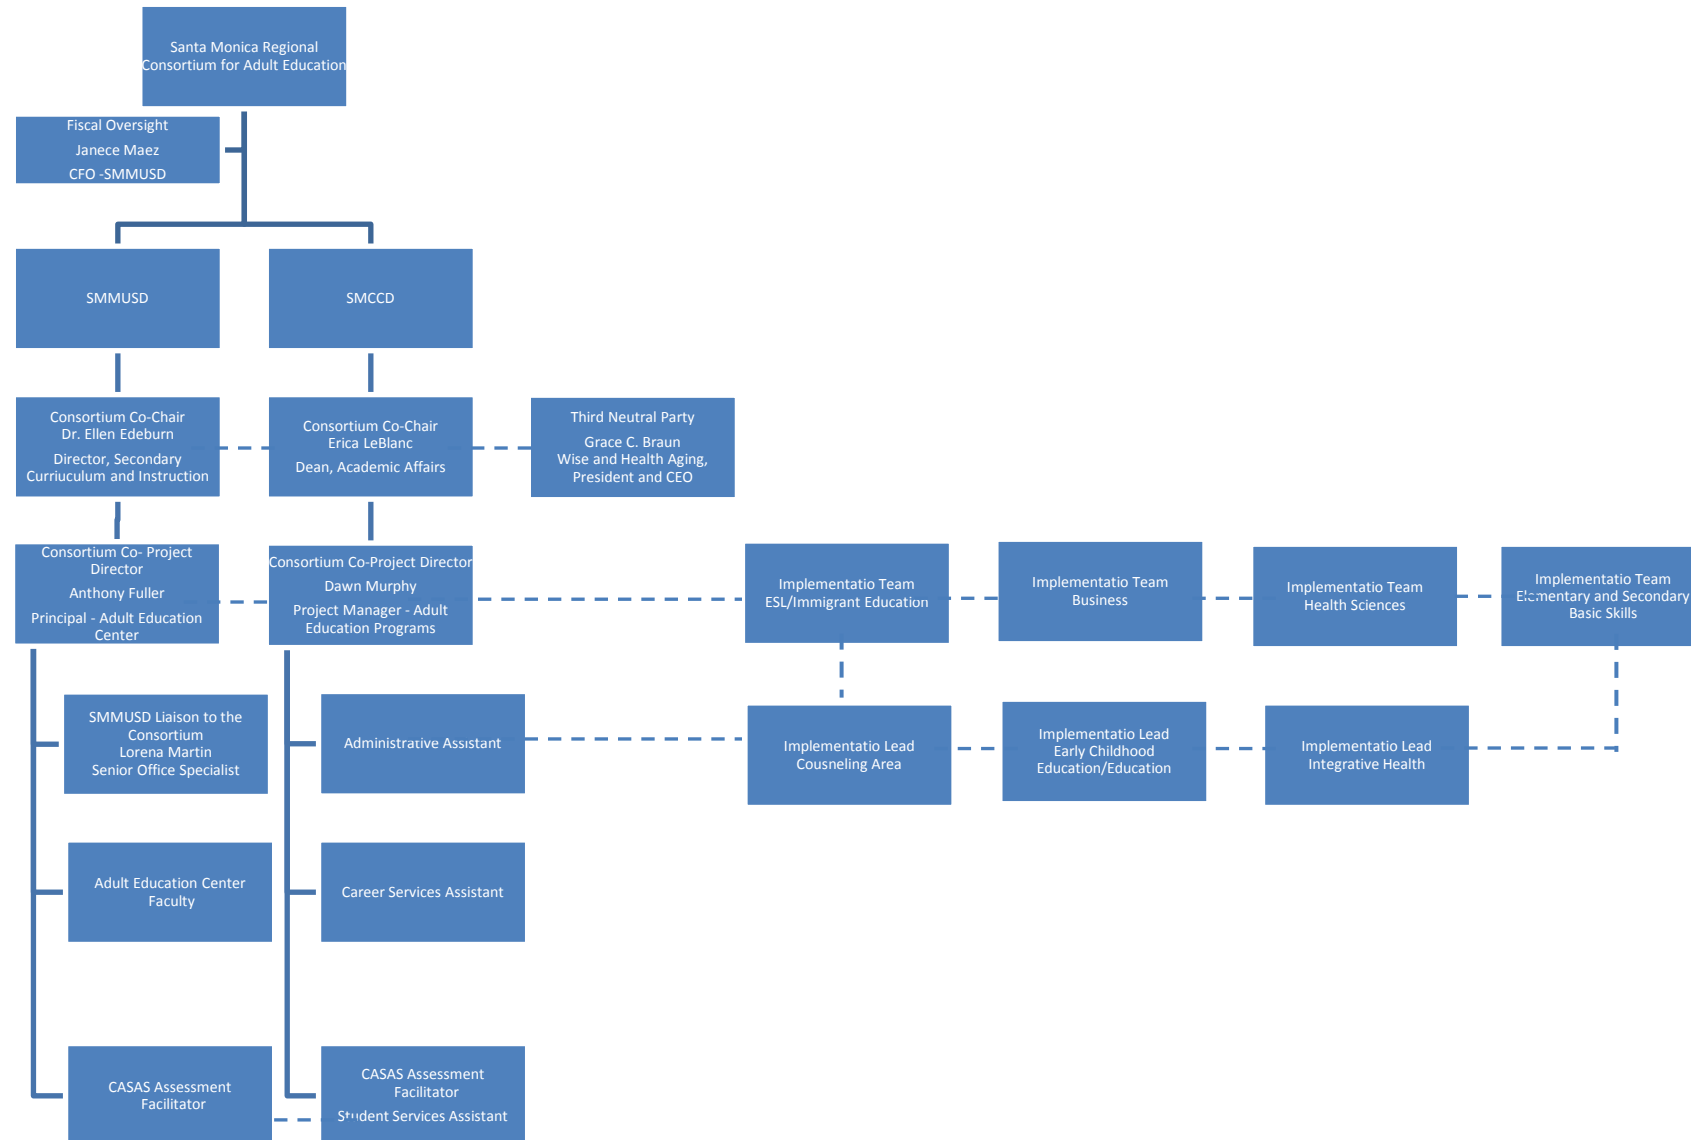 Santa Monica Regional
Consortium for Adult Education
Fiscal Oversight
Janece Maez
CFO -SMMUSD
SMMUSD
SMCCD
Consortium Co-Chair
Dr. Ellen Edeburn
Director, Secondary
Curriuculum and Instruction
Consortium Co-Chair
Erica LeBlanc
Dean, Academic Affairs
Third Neutral Party
Grace C. Braun
Wise and Health Aging,
President and CEO
Consortium Co- Project
Director
Anthony Fuller
Principal - Adult Education
Center
Consortium Co-Project Director
Dawn Murphy
Project Manager - Adult
Education Programs
Implementatio Team
ESL/Immigrant Education
Implementatio Team
Business
Implementatio Team
Health Sciences
Implementatio Team
Elementary and Secondary
Basic Skills
SMMUSD Liaison to the
Consortium
Lorena Martin
Senior Office Specialist
Administrative Assistant
Implementatio Lead
Cousneling Area
Implementatio Lead
Early Childhood
Education/Education
Implementatio Lead
Integrative Health
Adult Education Center
Faculty
Career Services Assistant
CASAS Assessment
Facilitator
CASAS Assessment
Facilitator
Student Services Assistant